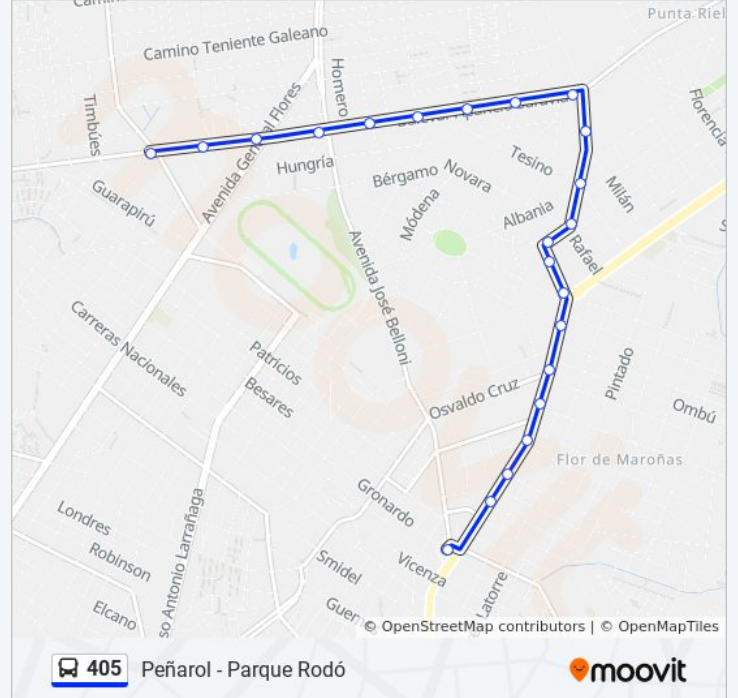 Camino Teniente Galeano
Punta Riel
Homero
Timbúes
Avenida General Flores
Florencia
Hungría
Tesino
Bérgamo
Novara
Milán
Guarapirú
Módena
Albania
Rafael
Avenida José Belloni
Carreras Nacionales
Patrícios
Besares
Pintado
Osvaldo Cruz
Ombú
Flor de Maroñas
Gronardo
Londres
Robinson
so Antonio Larrañaga
Smidel
Vicenza
Elcano
Latorre
© OpenStreetMap contributors | © OpenMapTiles
405 Peñarol - Parque Rodó
moovit